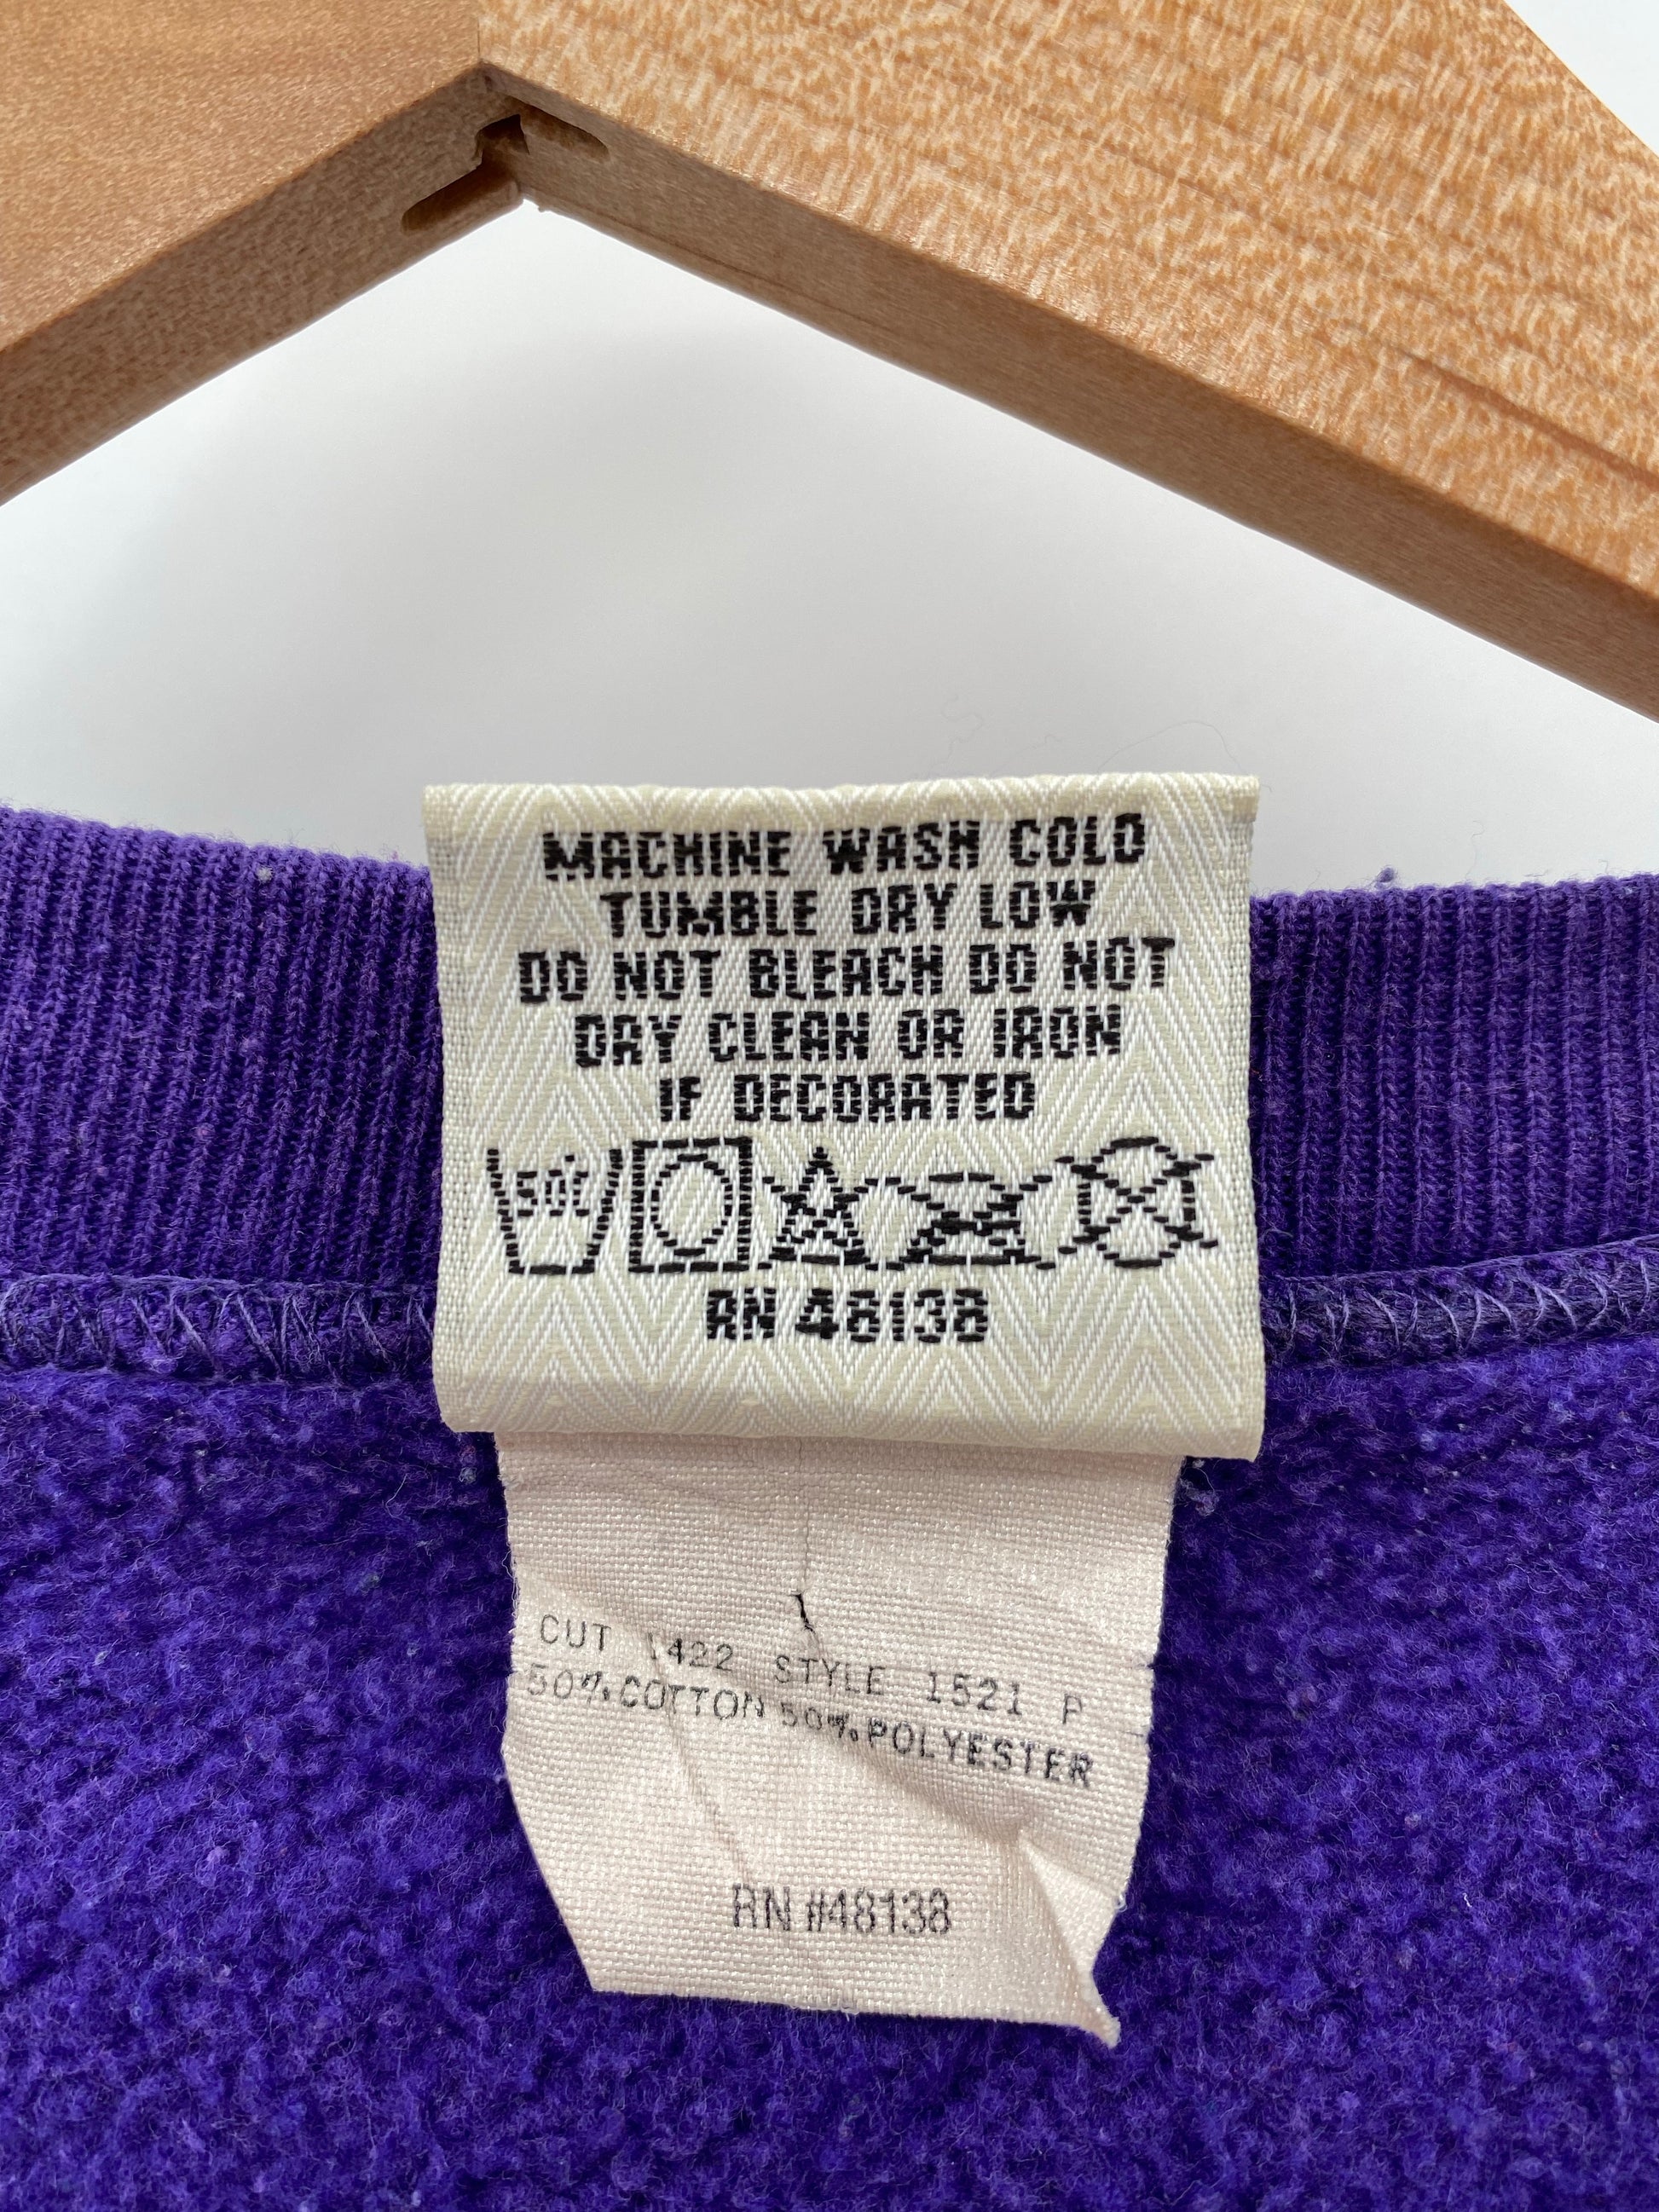 MACHINE WASH COLD
TUMBLE DRY LOW
DO NOT BLEACH DO NOT
DRY CLEAN OR IRON
IF DECORATED
50C
RN 48138
CUT 1422 STYLE 1521 P
50% COTTON 50% POLYESTER
RN #48138